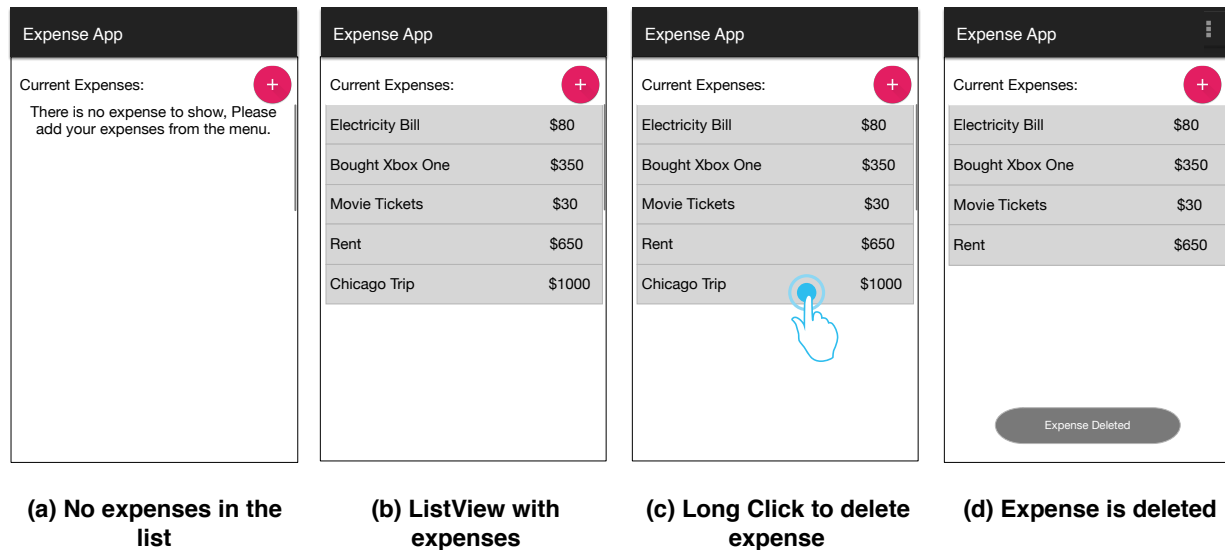 Expense App
Current Expenses:
+
There is no expense to show, Please
add your expenses from the menu.
(a) No expenses in the
list
Expense App
Current Expenses:
+
Electricity Bill $80
Bought Xbox One $350
Movie Tickets $30
Rent $650
Chicago Trip $1000
(b) ListView with
expenses
Expense App
Current Expenses:
+
Electricity Bill $80
Bought Xbox One $350
Movie Tickets $30
Rent $650
Chicago Trip $1000
(c) Long Click to delete
expense
Expense App
Current Expenses:
+
Electricity Bill $80
Bought Xbox One $350
Movie Tickets $30
Rent $650
Expense Deleted
(d) Expense is deleted